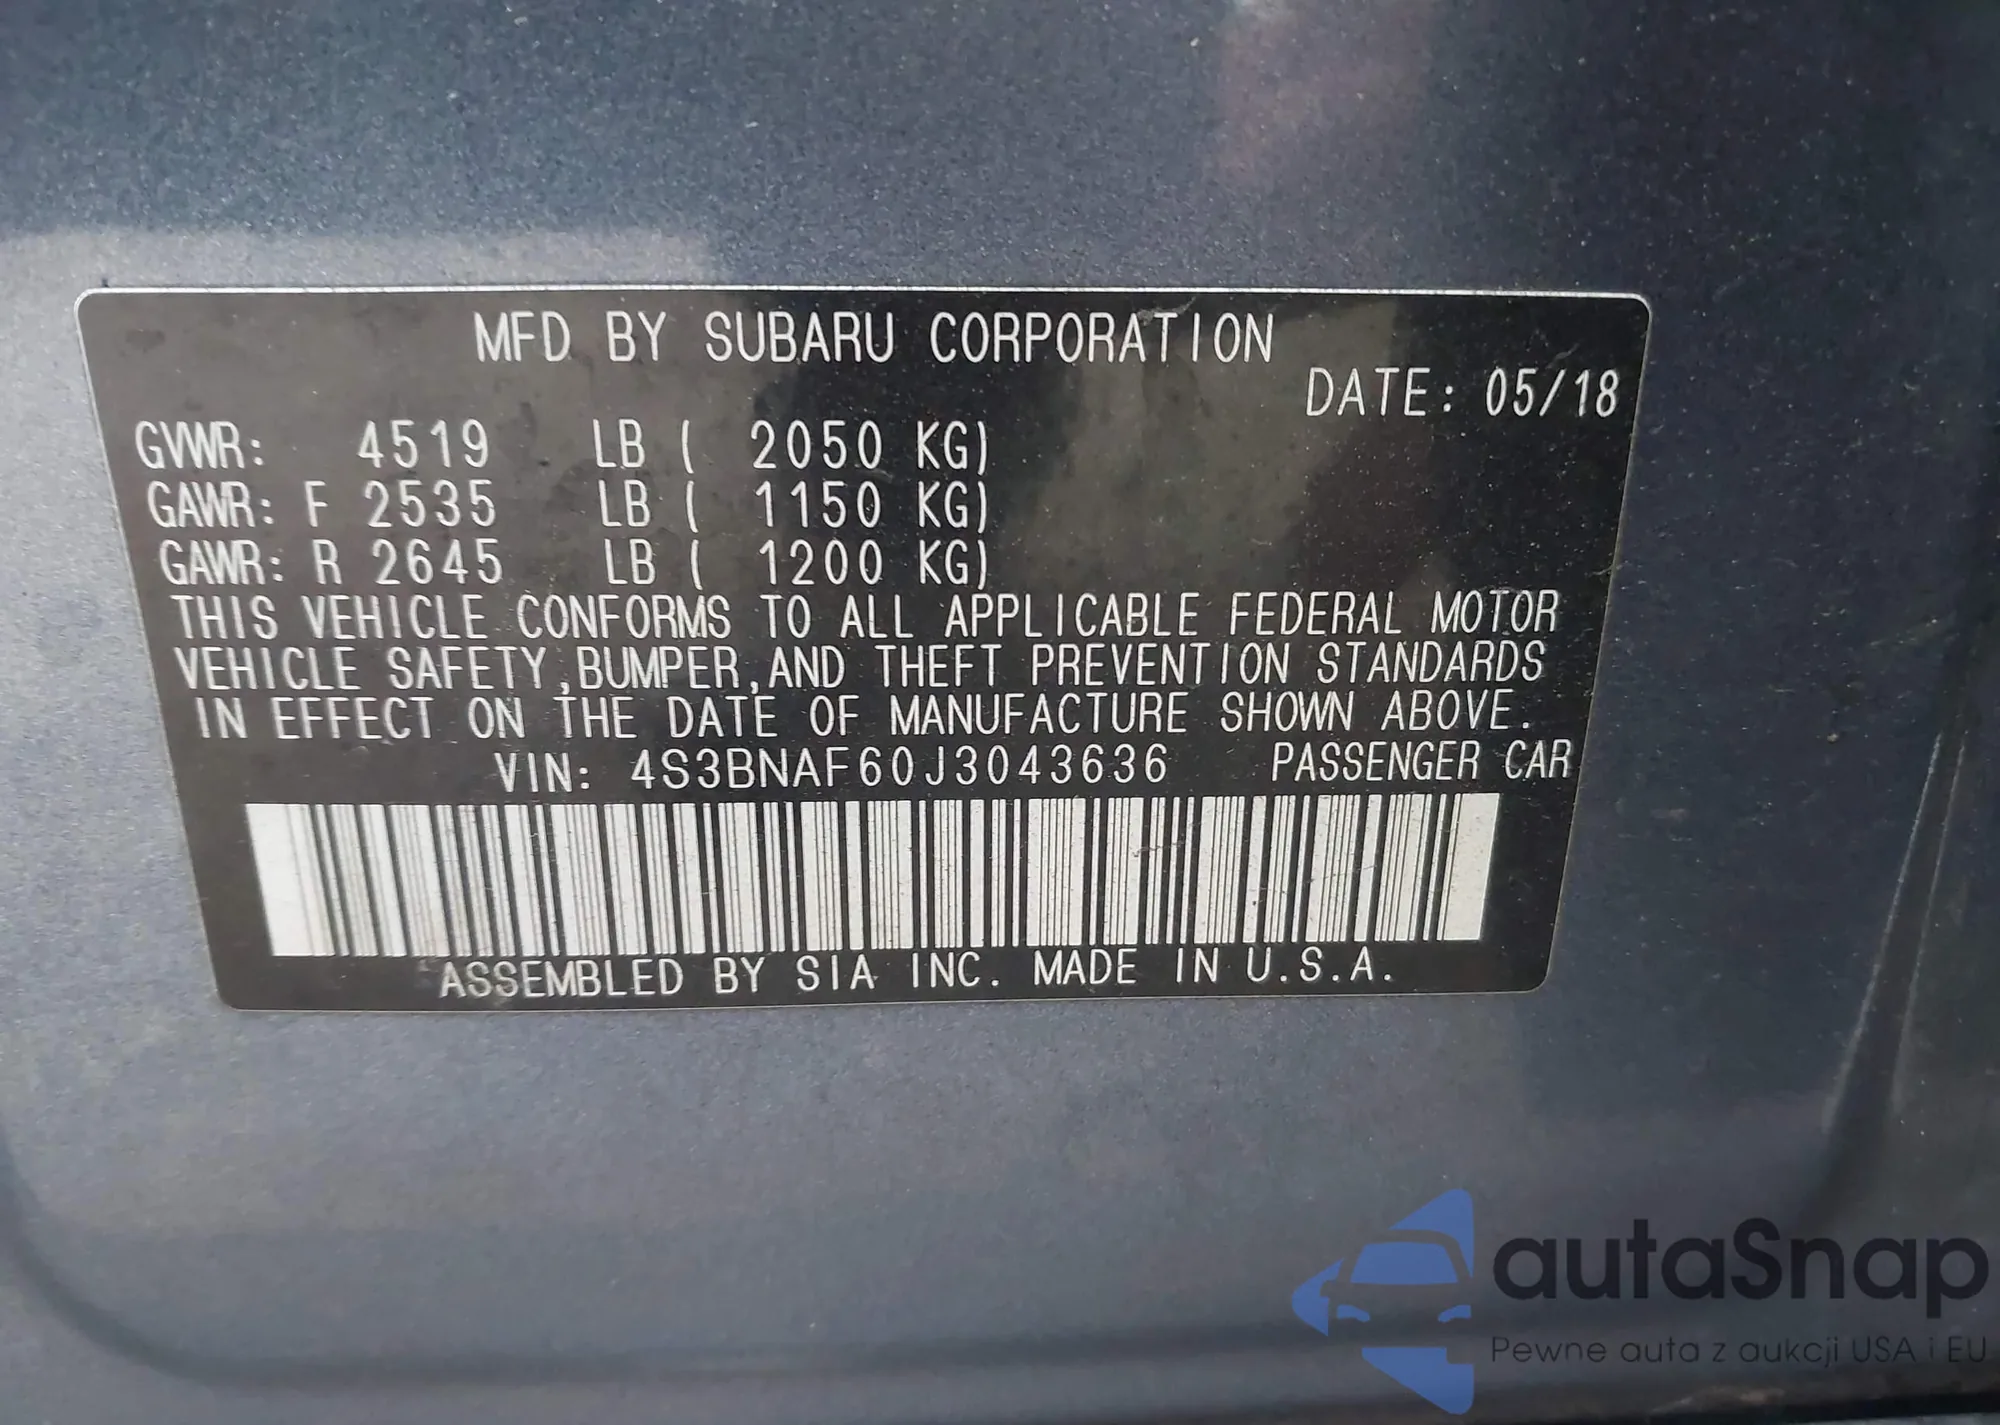 MFD BY SUBARU CORPORATION
DATE: 05/18
GVWR: 4519 LB ( 2050 KG)
GAWR: F 2535 LB ( 1150 KG)
GAWR: R 2645 LB ( 1200 KG)
THIS VEHICLE CONFORMS TO ALL APPLICABLE FEDERAL MOTOR
VEHICLE SAFETY,BUMPER,AND THEFT PREVENTION STANDARDS
IN EFFECT ON THE DATE OF MANUFACTURE SHOWN ABOVE.
VIN: 4S3BNAF60J3043636 PASSENGER CAR
ASSEMBLED BY SIA INC. MADE IN U.S.A.
autaSnap
Pewne auta z aukcji USA i EU